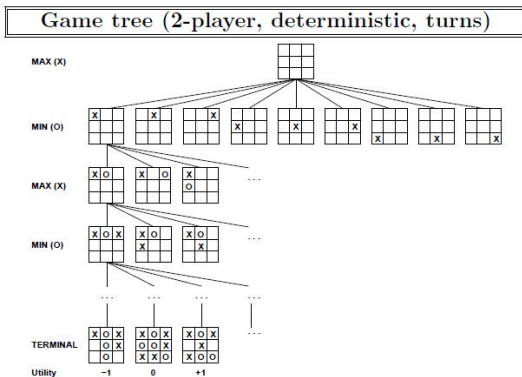 Game tree (2-player, deterministic, turns)
MAX (X)
X X X
MIN (O) X X X
X X X
X O X O X
MAX (X) O
...
X O X X O X O
MIN (O) X X
...
... ... ... ...
...
X O X X O X X O X
TERMINAL O X O O X X
O X X O X O O
Utility −1 0 +1